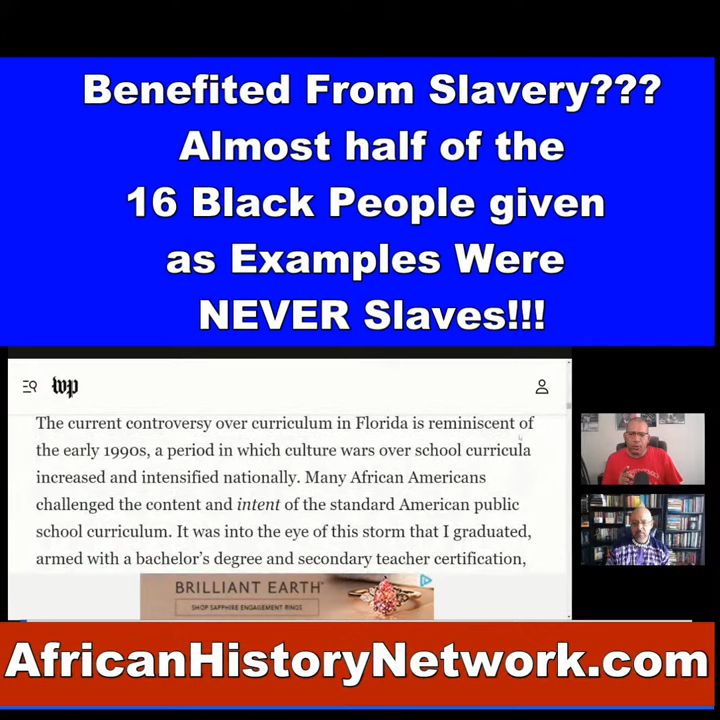 Benefited From Slavery???
Almost half of the
16 Black People given
as Examples Were
NEVER Slaves!!!
wp
The current controversy over curriculum in Florida is reminiscent of
the early 1990s, a period in which culture wars over school curricula
increased and intensified nationally. Many African Americans
challenged the content and intent of the standard American public
school curriculum. It was into the eye of this storm that I graduated,
armed with a bachelor’s degree and secondary teacher certification,
BRILLIANT EARTH
SHOP SAPPHIRE ENGAGEMENT RINGS
AfricanHistoryNetwork.com